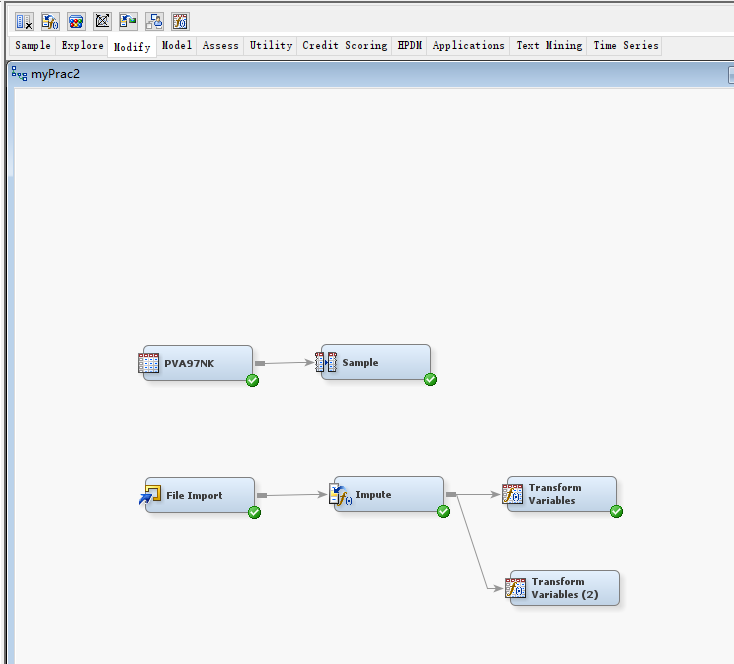 Sample Explore Modify Model Assess Utility Credit Scoring HPDM Applications Text Mining Time Series
myPrac2
PVA97NK
Sample
File Import
Impute
Transform
Variables
Transform
Variables (2)